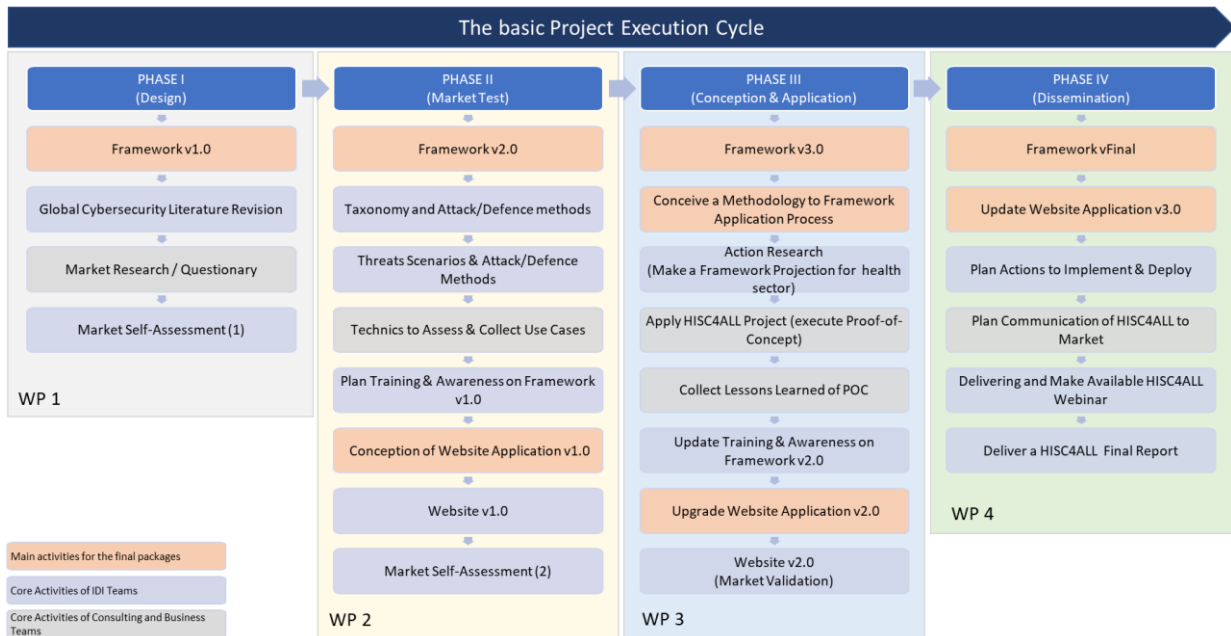 The basic Project Execution Cycle
PHASE I
(Design)
Framework v1.0
Global Cybersecurity Literature Revision
Market Research / Questionary
Market Self-Assessment (1)
WP 1
PHASE II
(Market Test)
Framework v2.0
Taxonomy and Attack/Defence methods
Threats Scenarios & Attack/Defence
Methods
Technics to Assess & Collect Use Cases
Plan Training & Awareness on Framework
v1.0
Conception of Website Application v1.0
Website v1.0
Market Self-Assessment (2)
WP 2
PHASE III
(Conception & Application)
Framework v3.0
Conceive a Methodology to Framework
Application Process
Action Research
(Make a Framework Projection for health
sector)
Apply HISC4ALL Project (execute Proof-of-
Concept)
Collect Lessons Learned of POC
Update Training & Awareness on
Framework v2.0
Upgrade Website Application v2.0
Website v2.0
(Market Validation)
WP 3
PHASE IV
(Dissemination)
Framework vFinal
Update Website Application v3.0
Plan Actions to Implement & Deploy
Plan Communication of HISC4ALL to
Market
Delivering and Make Available HISC4ALL
Webinar
Deliver a HISC4ALL Final Report
WP 4
Main activities for the final packages
Core Activities of IDI Teams
Core Activities of Consulting and Business
Teams